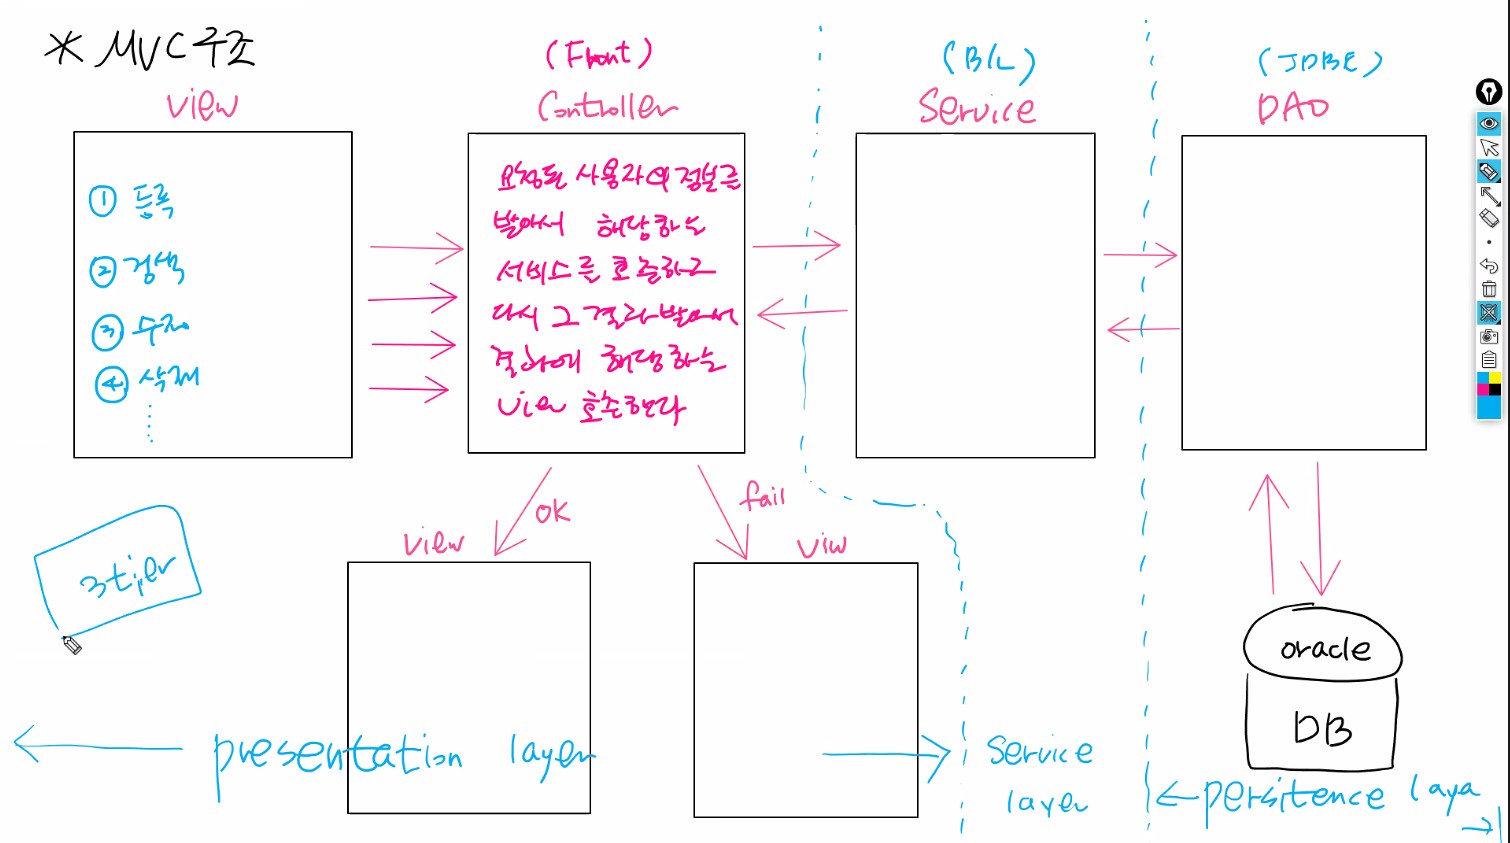 * MVC구조
(Front)
(B/L)
(JDBC)
View
Controller
Service
DAO
① 등록
② 검색
③ 수정
④ 삭제
요청된 사용자의 정보를
받아서 해당하는
서비스를 호출하고
다시 그 결과 받아서
결과에 해당하는
view 호출한다
OK
fail
view
viw
3tier
oracle
DB
presentation layer
Service
layer
persitence laya